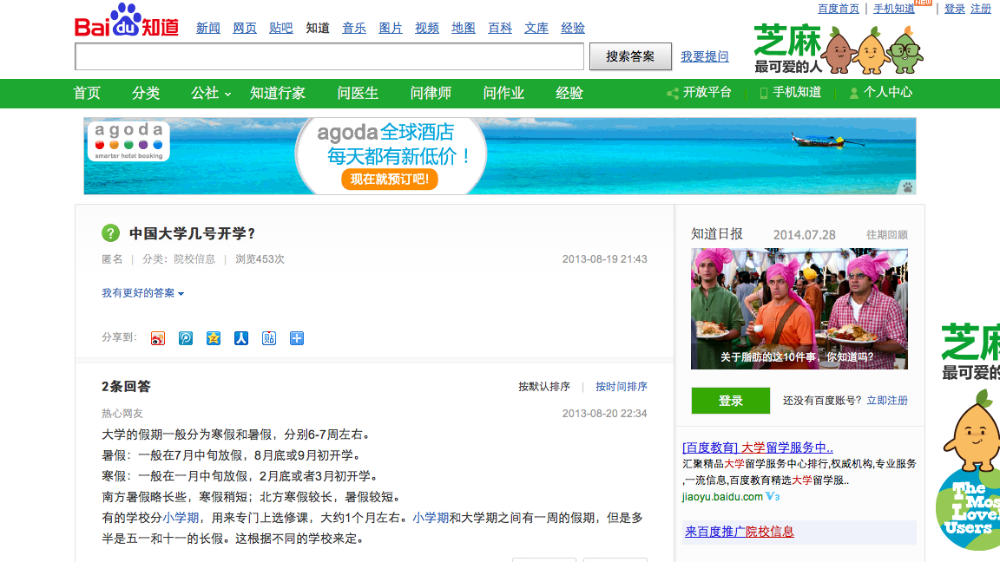 百度首页 | 手机知道 NEW | 登录 注册
Bai du 知道
新闻 网页 贴吧 知道 音乐 图片 视频 地图 百科 文库 经验
搜索答案 我要提问
芝麻
最可爱的人
首页 分类 公社 知道行家 问医生 问律师 问作业 经验 开放平台 手机知道 个人中心
agoda
smarter hotel booking
agoda全球酒店
每天都有新低价！
现在就预订吧!
中国大学几号开学?
匿名 | 分类：院校信息 | 浏览453次 2013-08-19 21:43
我有更好的答案
分享到：
贴
2条回答 按默认排序 | 按时间排序
热心网友 2013-08-20 22:34
大学的假期一般分为寒假和暑假，分别6-7周左右。
暑假：一般在7月中旬放假，8月底或9月初开学。
寒假：一般在一月中旬放假，2月底或者3月初开学。
南方暑假略长些，寒假稍短；北方寒假较长，暑假较短。
有的学校分小学期，用来专门上选修课，大约1个月左右。小学期和大学期之间有一周的假期，但是多
半是五一和十一的长假。这根据不同的学校来定。
知道日报 2014.07.28 往期回顾
关于脂肪的这10件事，你知道吗?
登录 还没有百度账号? 立即注册
[百度教育] 大学留学服务中..
汇聚精品大学留学服务中心排行,权威机构,专业服务
,一流信息,百度教育精选大学留学服..
jiaoyu.baidu.com V3
来百度推广院校信息
芝
最可爱的
The
Most
Users